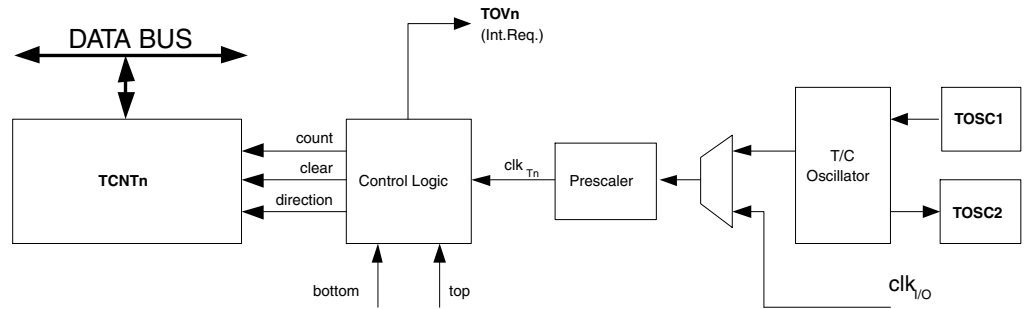 TOVn
(Int.Req.)
DATA BUS
TCNTn
count
clear
direction
Control Logic
clkTn
Prescaler
T/C
Oscillator
TOSC1
TOSC2
bottom
top
clkI/O